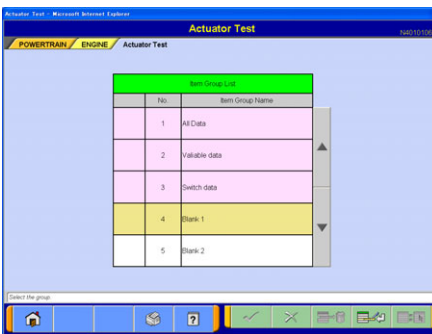 Actuator Test - Microsoft Internet Explorer
Actuator Test
N4010106
POWERTRAIN ENGINE Actuator Test
Item Group List
No. Item Group Name
1 All Data
2 Valiable data
3 Switch data
4 Blank 1
5 Blank 2
Select the group.
?